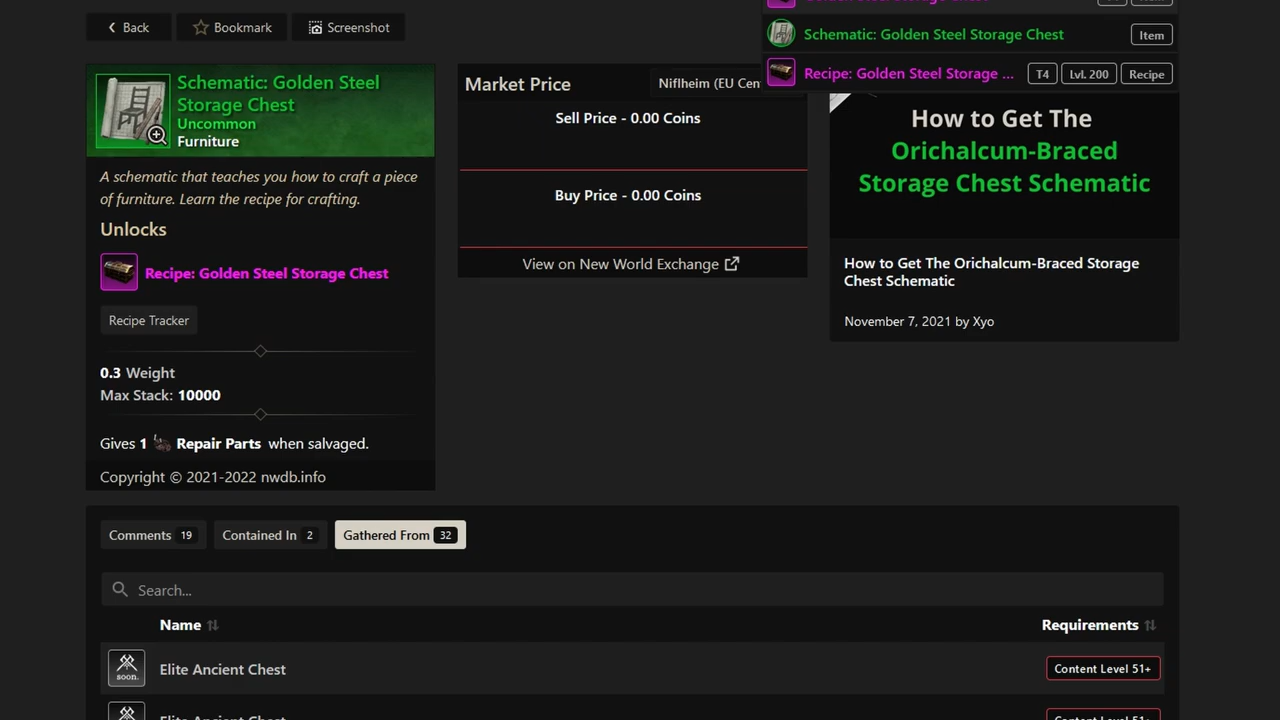 Back
Bookmark
Screenshot
Schematic: Golden Steel Storage Chest
Item
Recipe: Golden Steel Storage ...
T4
Lvl. 200
Recipe
Schematic: Golden Steel
Storage Chest
Uncommon
Furniture
A schematic that teaches you how to craft a piece
of furniture. Learn the recipe for crafting.
Unlocks
Recipe: Golden Steel Storage Chest
Recipe Tracker
0.3 Weight
Max Stack: 10000
Gives 1 Repair Parts when salvaged.
Copyright © 2021-2022 nwdb.info
Market Price
Niflheim (EU Cen
Sell Price - 0.00 Coins
Buy Price - 0.00 Coins
View on New World Exchange
How to Get The
Orichalcum-Braced
Storage Chest Schematic
How to Get The Orichalcum-Braced Storage
Chest Schematic
November 7, 2021 by Xyo
Comments 19
Contained In 2
Gathered From 32
Search...
Name
Requirements
soon.
Elite Ancient Chest
Content Level 51+